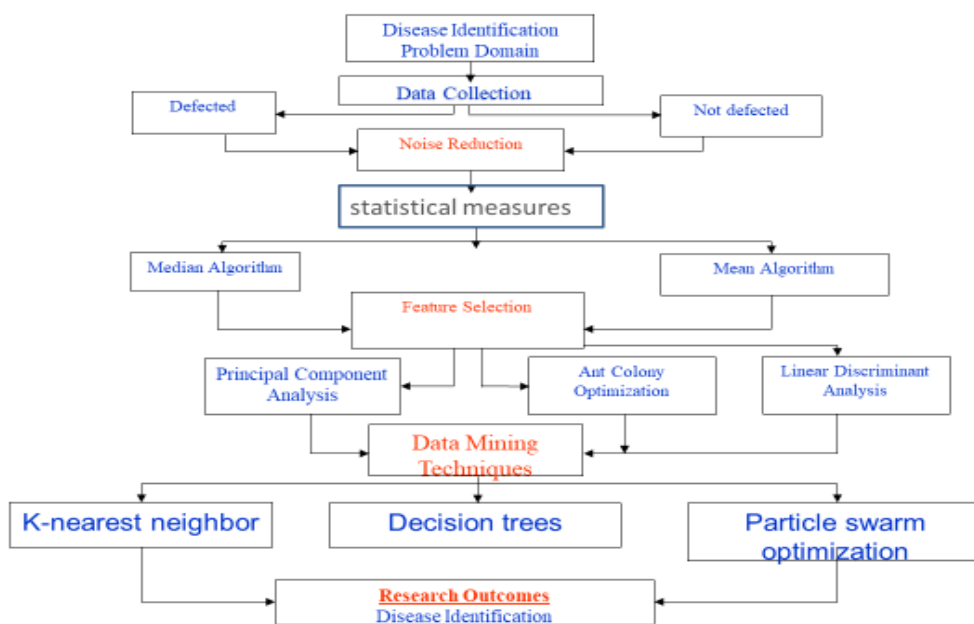 Disease Identification
Problem Domain
Data Collection
Defected
Not defected
Noise Reduction
statistical measures
Median Algorithm
Mean Algorithm
Feature Selection
Principal Component
Analysis
Ant Colony
Optimization
Linear Discriminant
Analysis
Data Mining
Techniques
K-nearest neighbor
Decision trees
Particle swarm
optimization
Research Outcomes
Disease Identification